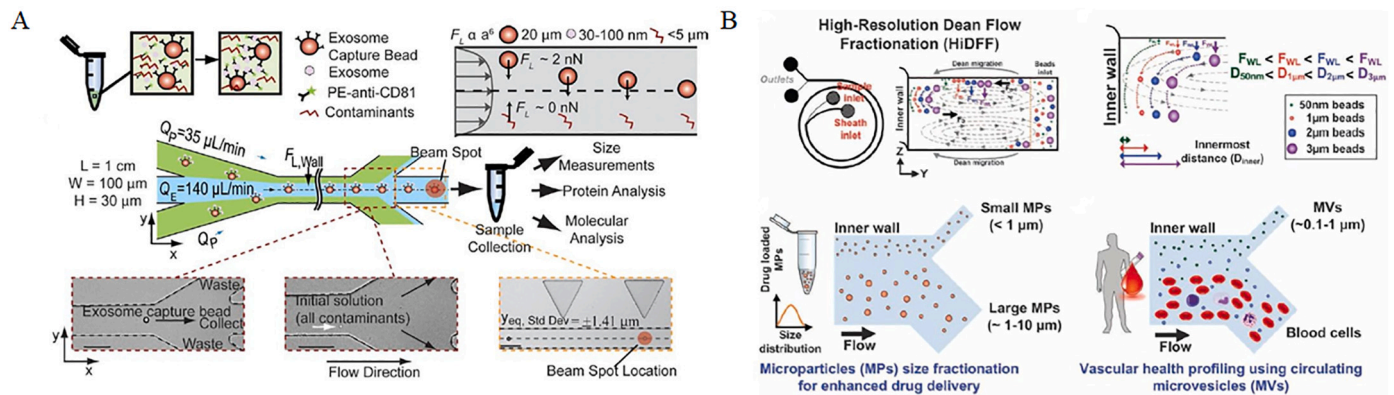 A
Exosome
Capture Bead
Exosome
PE-anti-CD81
Contaminants
F_L α a⁶ 20 μm 30-100 nm <5 μm
F_L ~ 2 nN
F_L ~ 0 nN
Q_P=35 μL/min
F_L,Wall
Beam Spot
L = 1 cm
W = 100 μm
H = 30 μm
Q_E=140 μL/min
Q_P
y
x
Sample
Collection
Size
Measurements
Protein Analysis
Molecular
Analysis
Waste
Exosome capture bead
Collect
Waste
y
x
Initial solution
(all contaminants)
Flow Direction
y_eq, Std Dev = ±1.41 μm
Beam Spot Location
B
High-Resolution Dean Flow
Fractionation (HiDFF)
Outlets
Sample
inlet
Sheath
inlet
Dean migration
Beads
inlet
Inner wall
Z
Y
Dean migration
Inner wall
F_WL < F_WL < F_WL < F_WL
D_50nm < D_1μm < D_2μm < D_3μm
50nm beads
1μm beads
2μm beads
3μm beads
Innermost
distance (D_inner)
Drug loaded
MPs
Size
distribution
Inner wall
Small MPs
(< 1 μm)
Large MPs
(~ 1-10 μm)
Flow
Microparticles (MPs) size fractionation
for enhanced drug delivery
Inner wall
MVs
(~0.1-1 μm)
Blood cells
Flow
Vascular health profiling using circulating
microvesicles (MVs)